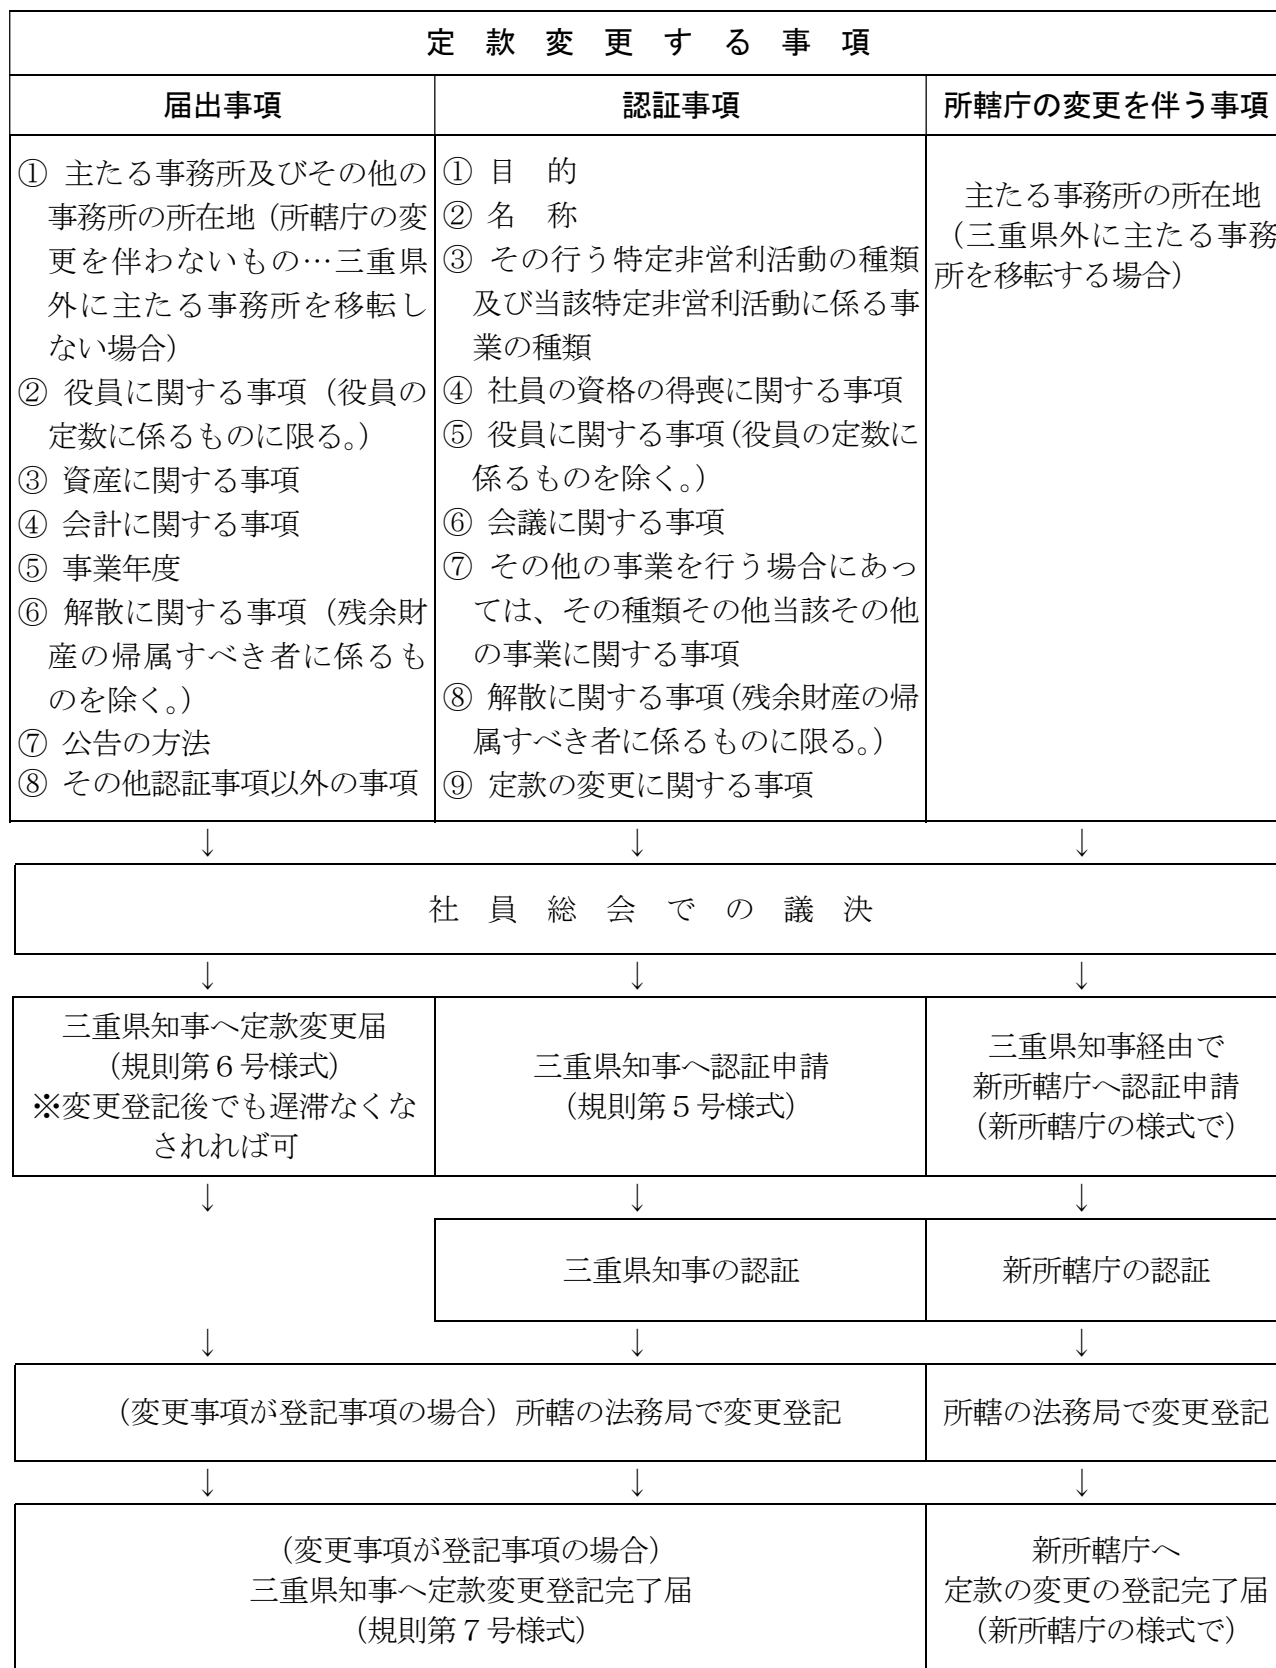 定款変更する事項
届出事項
認証事項
所轄庁の変更を伴う事項
① 主たる事務所及びその他の
事務所の所在地（所轄庁の変
更を伴わないもの…三重県
外に主たる事務所を移転し
ない場合）
② 役員に関する事項（役員の
定数に係るものに限る。）
③ 資産に関する事項
④ 会計に関する事項
⑤ 事業年度
⑥ 解散に関する事項（残余財
産の帰属すべき者に係るも
のを除く。）
⑦ 公告の方法
⑧ その他認証事項以外の事項
① 目　的
② 名　称
③ その行う特定非営利活動の種類
及び当該特定非営利活動に係る事
業の種類
④ 社員の資格の得喪に関する事項
⑤ 役員に関する事項（役員の定数に
係るものを除く。）
⑥ 会議に関する事項
⑦ その他の事業を行う場合にあっ
ては、その種類その他当該その他
の事業に関する事項
⑧ 解散に関する事項（残余財産の帰
属すべき者に係るものに限る。）
⑨ 定款の変更に関する事項
主たる事務所の所在地
（三重県外に主たる事務
所を移転する場合）
↓ ↓ ↓
社員総会での議決
↓ ↓ ↓
三重県知事へ定款変更届
（規則第６号様式）
※変更登記後でも遅滞なくな
されれば可
三重県知事へ認証申請
（規則第５号様式）
三重県知事経由で
新所轄庁へ認証申請
（新所轄庁の様式で）
↓ ↓ ↓
三重県知事の認証
新所轄庁の認証
↓ ↓ ↓
（変更事項が登記事項の場合）所轄の法務局で変更登記
所轄の法務局で変更登記
↓ ↓ ↓
（変更事項が登記事項の場合）
三重県知事へ定款変更登記完了届
（規則第７号様式）
新所轄庁へ
定款の変更の登記完了届
（新所轄庁の様式で）